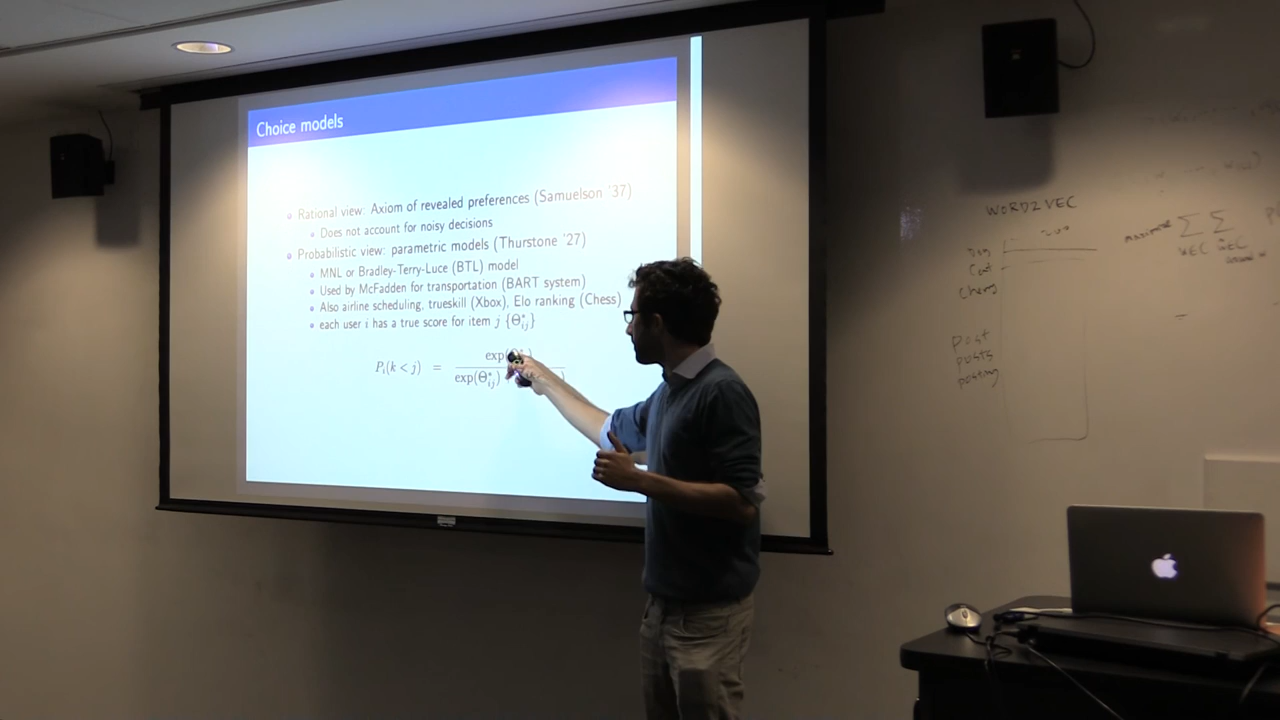 Choice models
Rational view: Axiom of revealed preferences (Samuelson '37)
Does not account for noisy decisions
Probabilistic view: parametric models (Thurstone '27)
MNL or Bradley-Terry-Luce (BTL) model
Used by McFadden for transportation (BART system)
Also airline scheduling, trueskill (Xbox), Elo ranking (Chess)
each user i has a true score for item j {Θ*ij}
Pi(k < j) = exp(
exp(Θ*ij)
WORD2VEC
200
maximize Σ Σ
Post
posts
posting